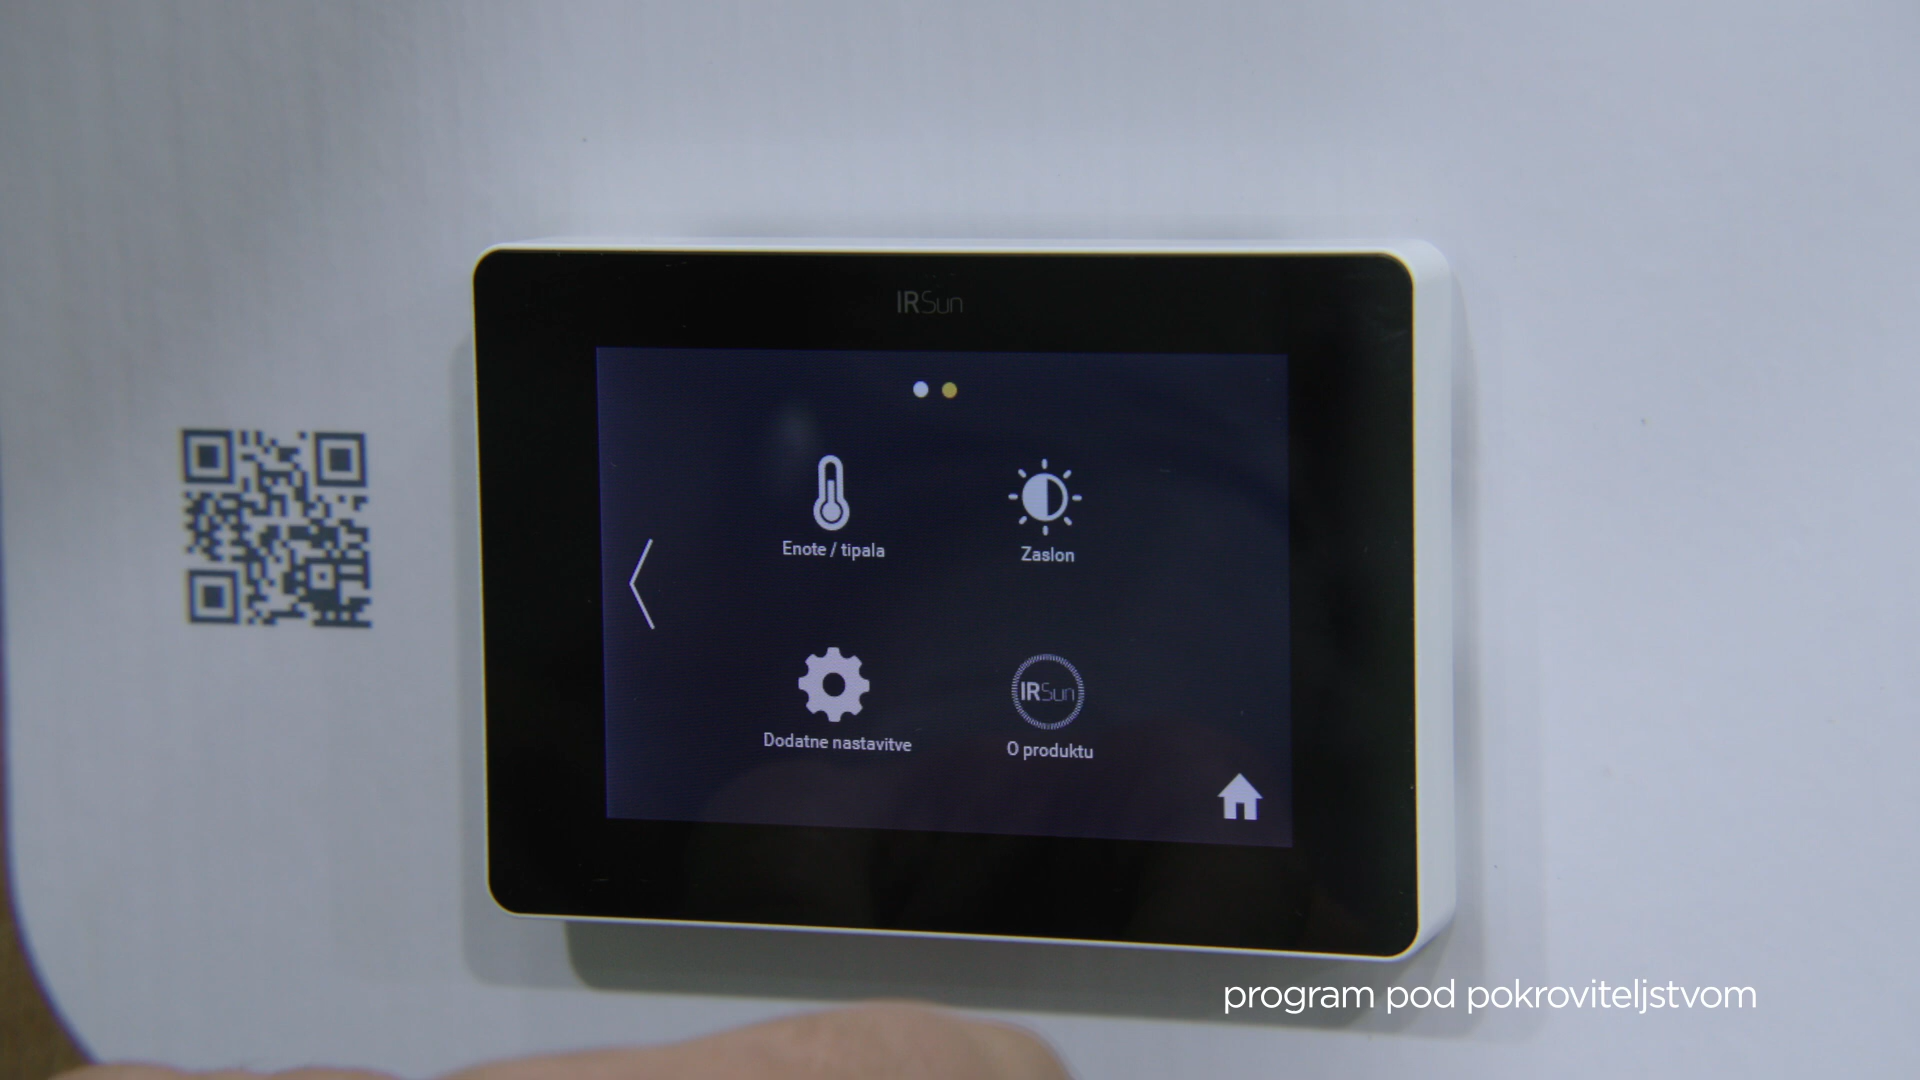 IRSun
Enote / tipala
Zaslon
Dodatne nastavitve
IRSun
O produktu
program pod pokroviteljstvom